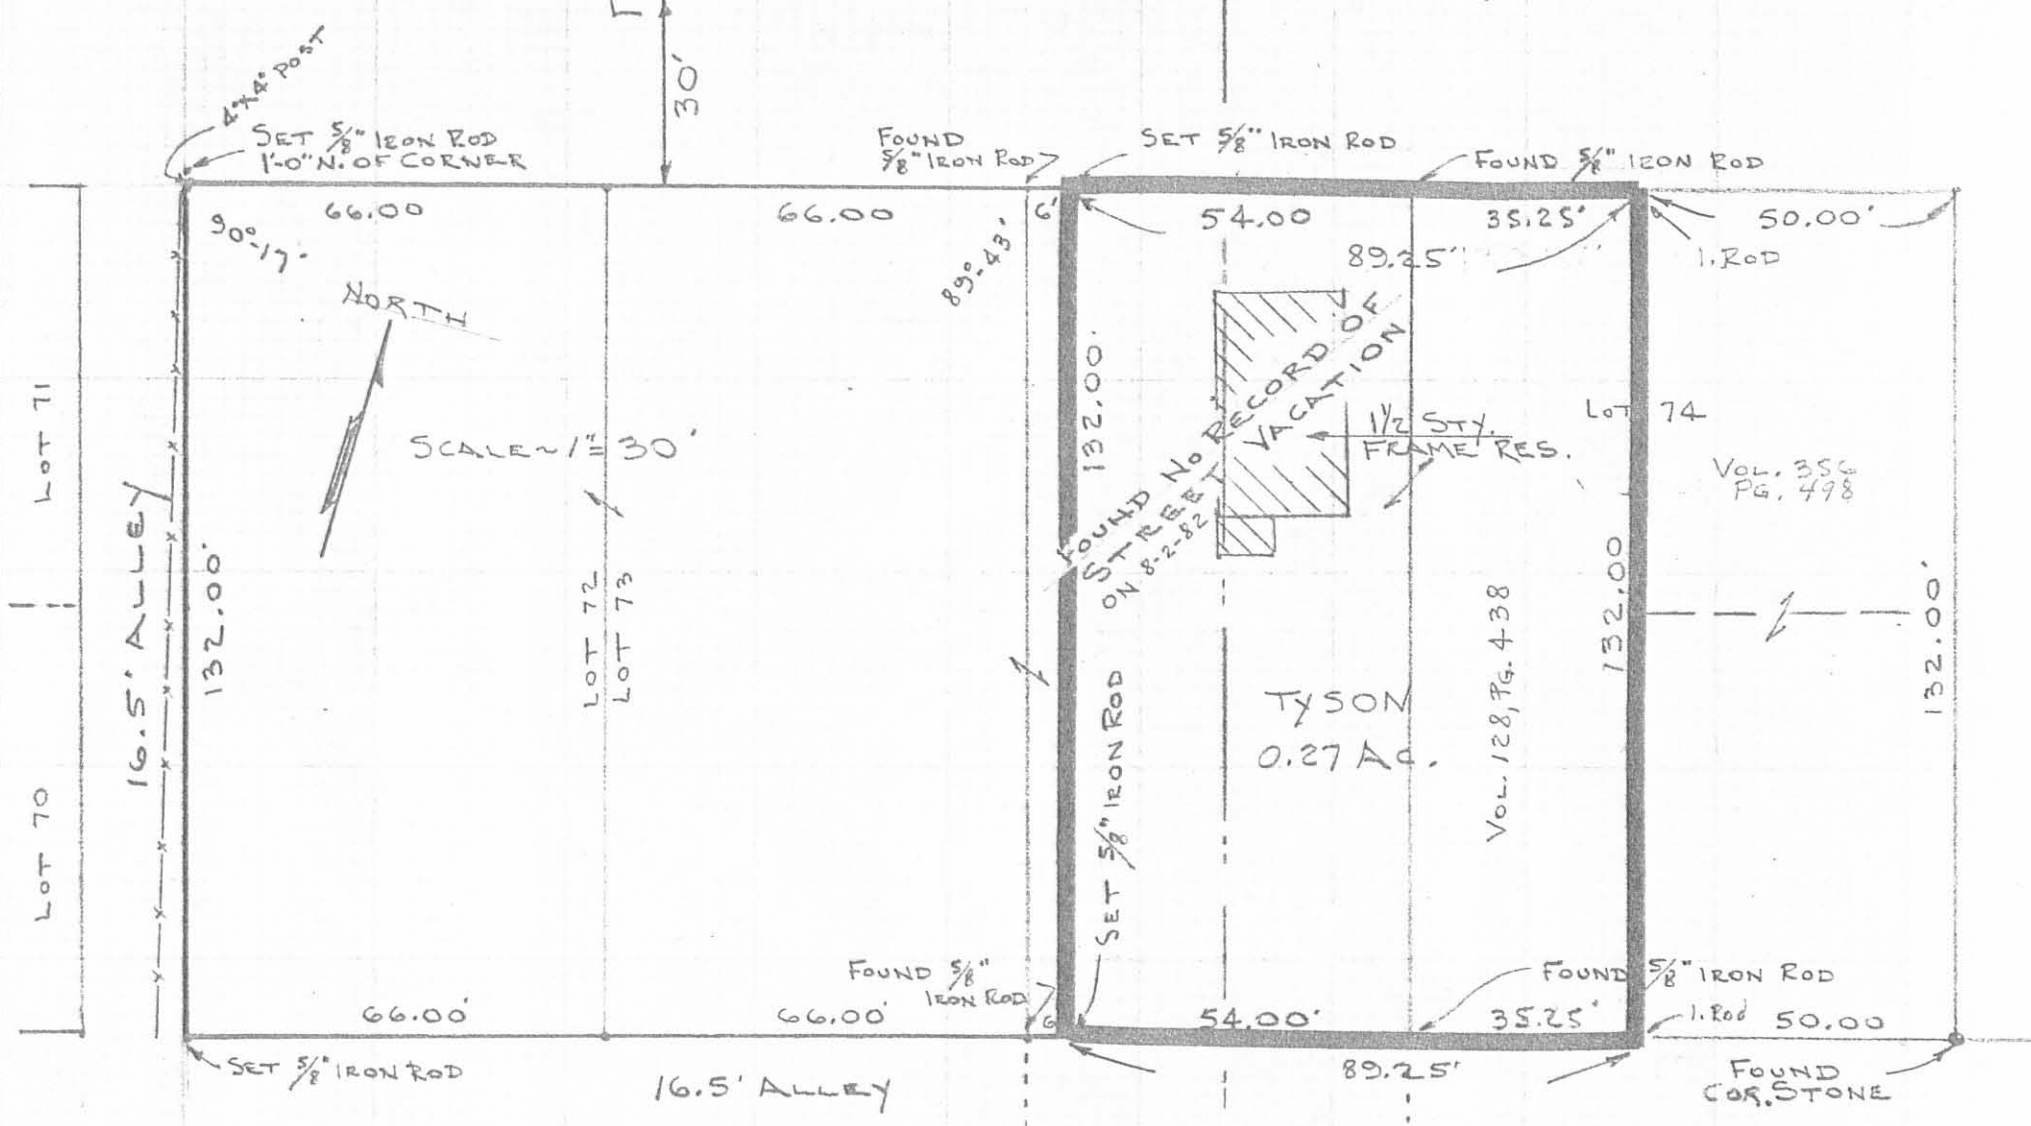 30'
4"x4" POST
SET 5/8" IRON ROD
1'-0" N. OF CORNER
FOUND
5/8" IRON ROD
SET 5/8" IRON ROD
FOUND 5/8" IRON ROD
66.00
66.00
6'
54.00
35.25'
50.00'
89.25'
I. ROD
90°-17'
89°-43'
NORTH
SCALE~1"=30'
LOT 71
LOT 70
16.5' ALLEY
132.00'
LOT 72
LOT 73
132.00'
FOUND NO RECORD OF
STREET VACATION
ON 8-2-82
1 1/2 STY.
FRAME RES.
LOT 74
VOL. 356
PG. 498
132.00
132.00'
VOL. 128, PG. 438
TYSON
0.27 AC.
SET 5/8" IRON ROD
FOUND 5/8"
IRON ROD
FOUND 5/8" IRON ROD
66.00'
66.00'
6
54.00'
35.25'
I. Rod
50.00
SET 5/8" IRON ROD
16.5' ALLEY
89.25'
FOUND
COR. STONE